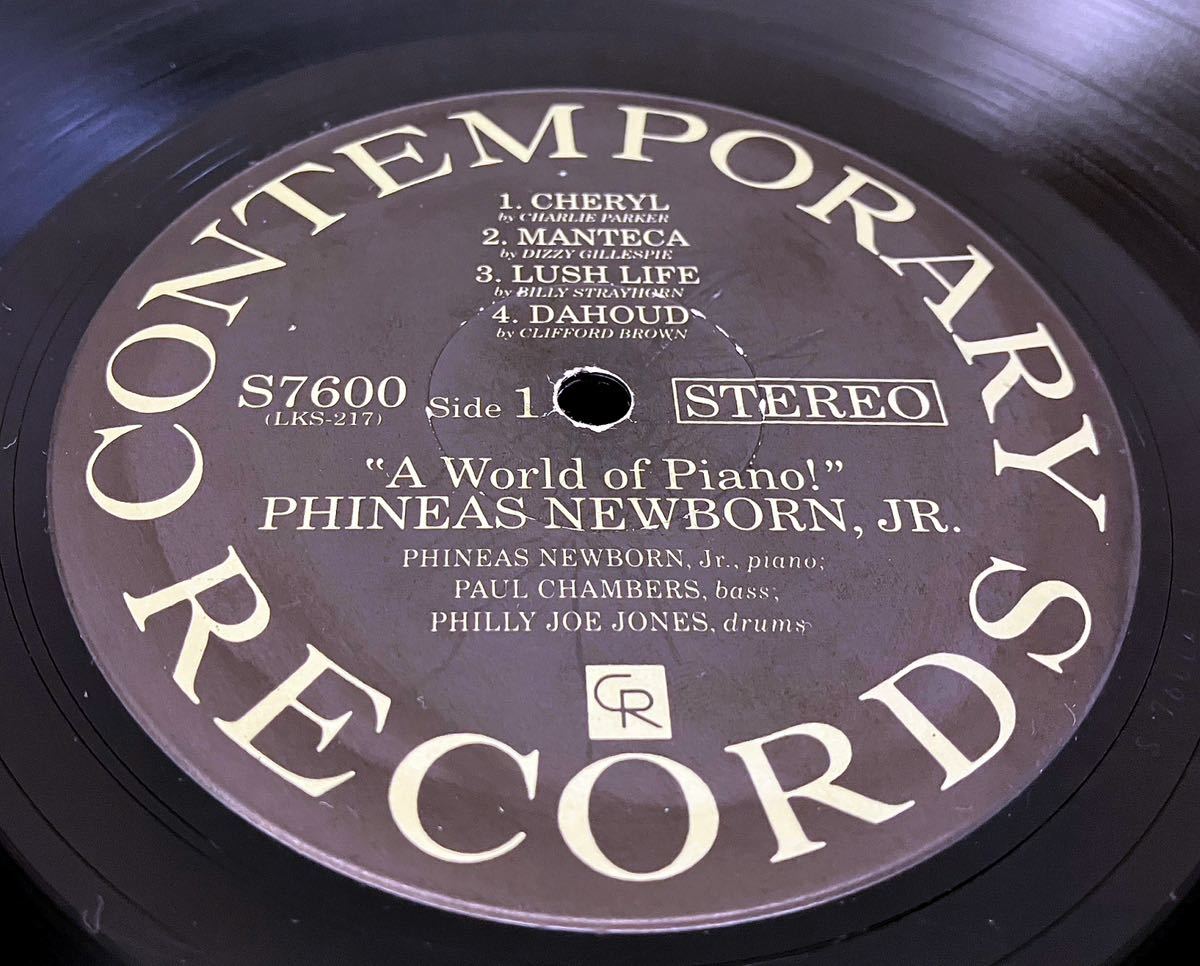 CONTEMPORARY
1. CHERYL
by CHARLIE PARKER
2. MANTECA
by DIZZY GILLESPIE
3. LUSH LIFE
by BILLY STRAYHORN
4. DAHOUD
by CLIFFORD BROWN
S7600
(LKS-217)
Side 1
STEREO
“A World of Piano!”
PHINEAS NEWBORN, JR.
PHINEAS NEWBORN, Jr., piano;
PAUL CHAMBERS, bass;
PHILLY JOE JONES, drums
CR
RECORDS